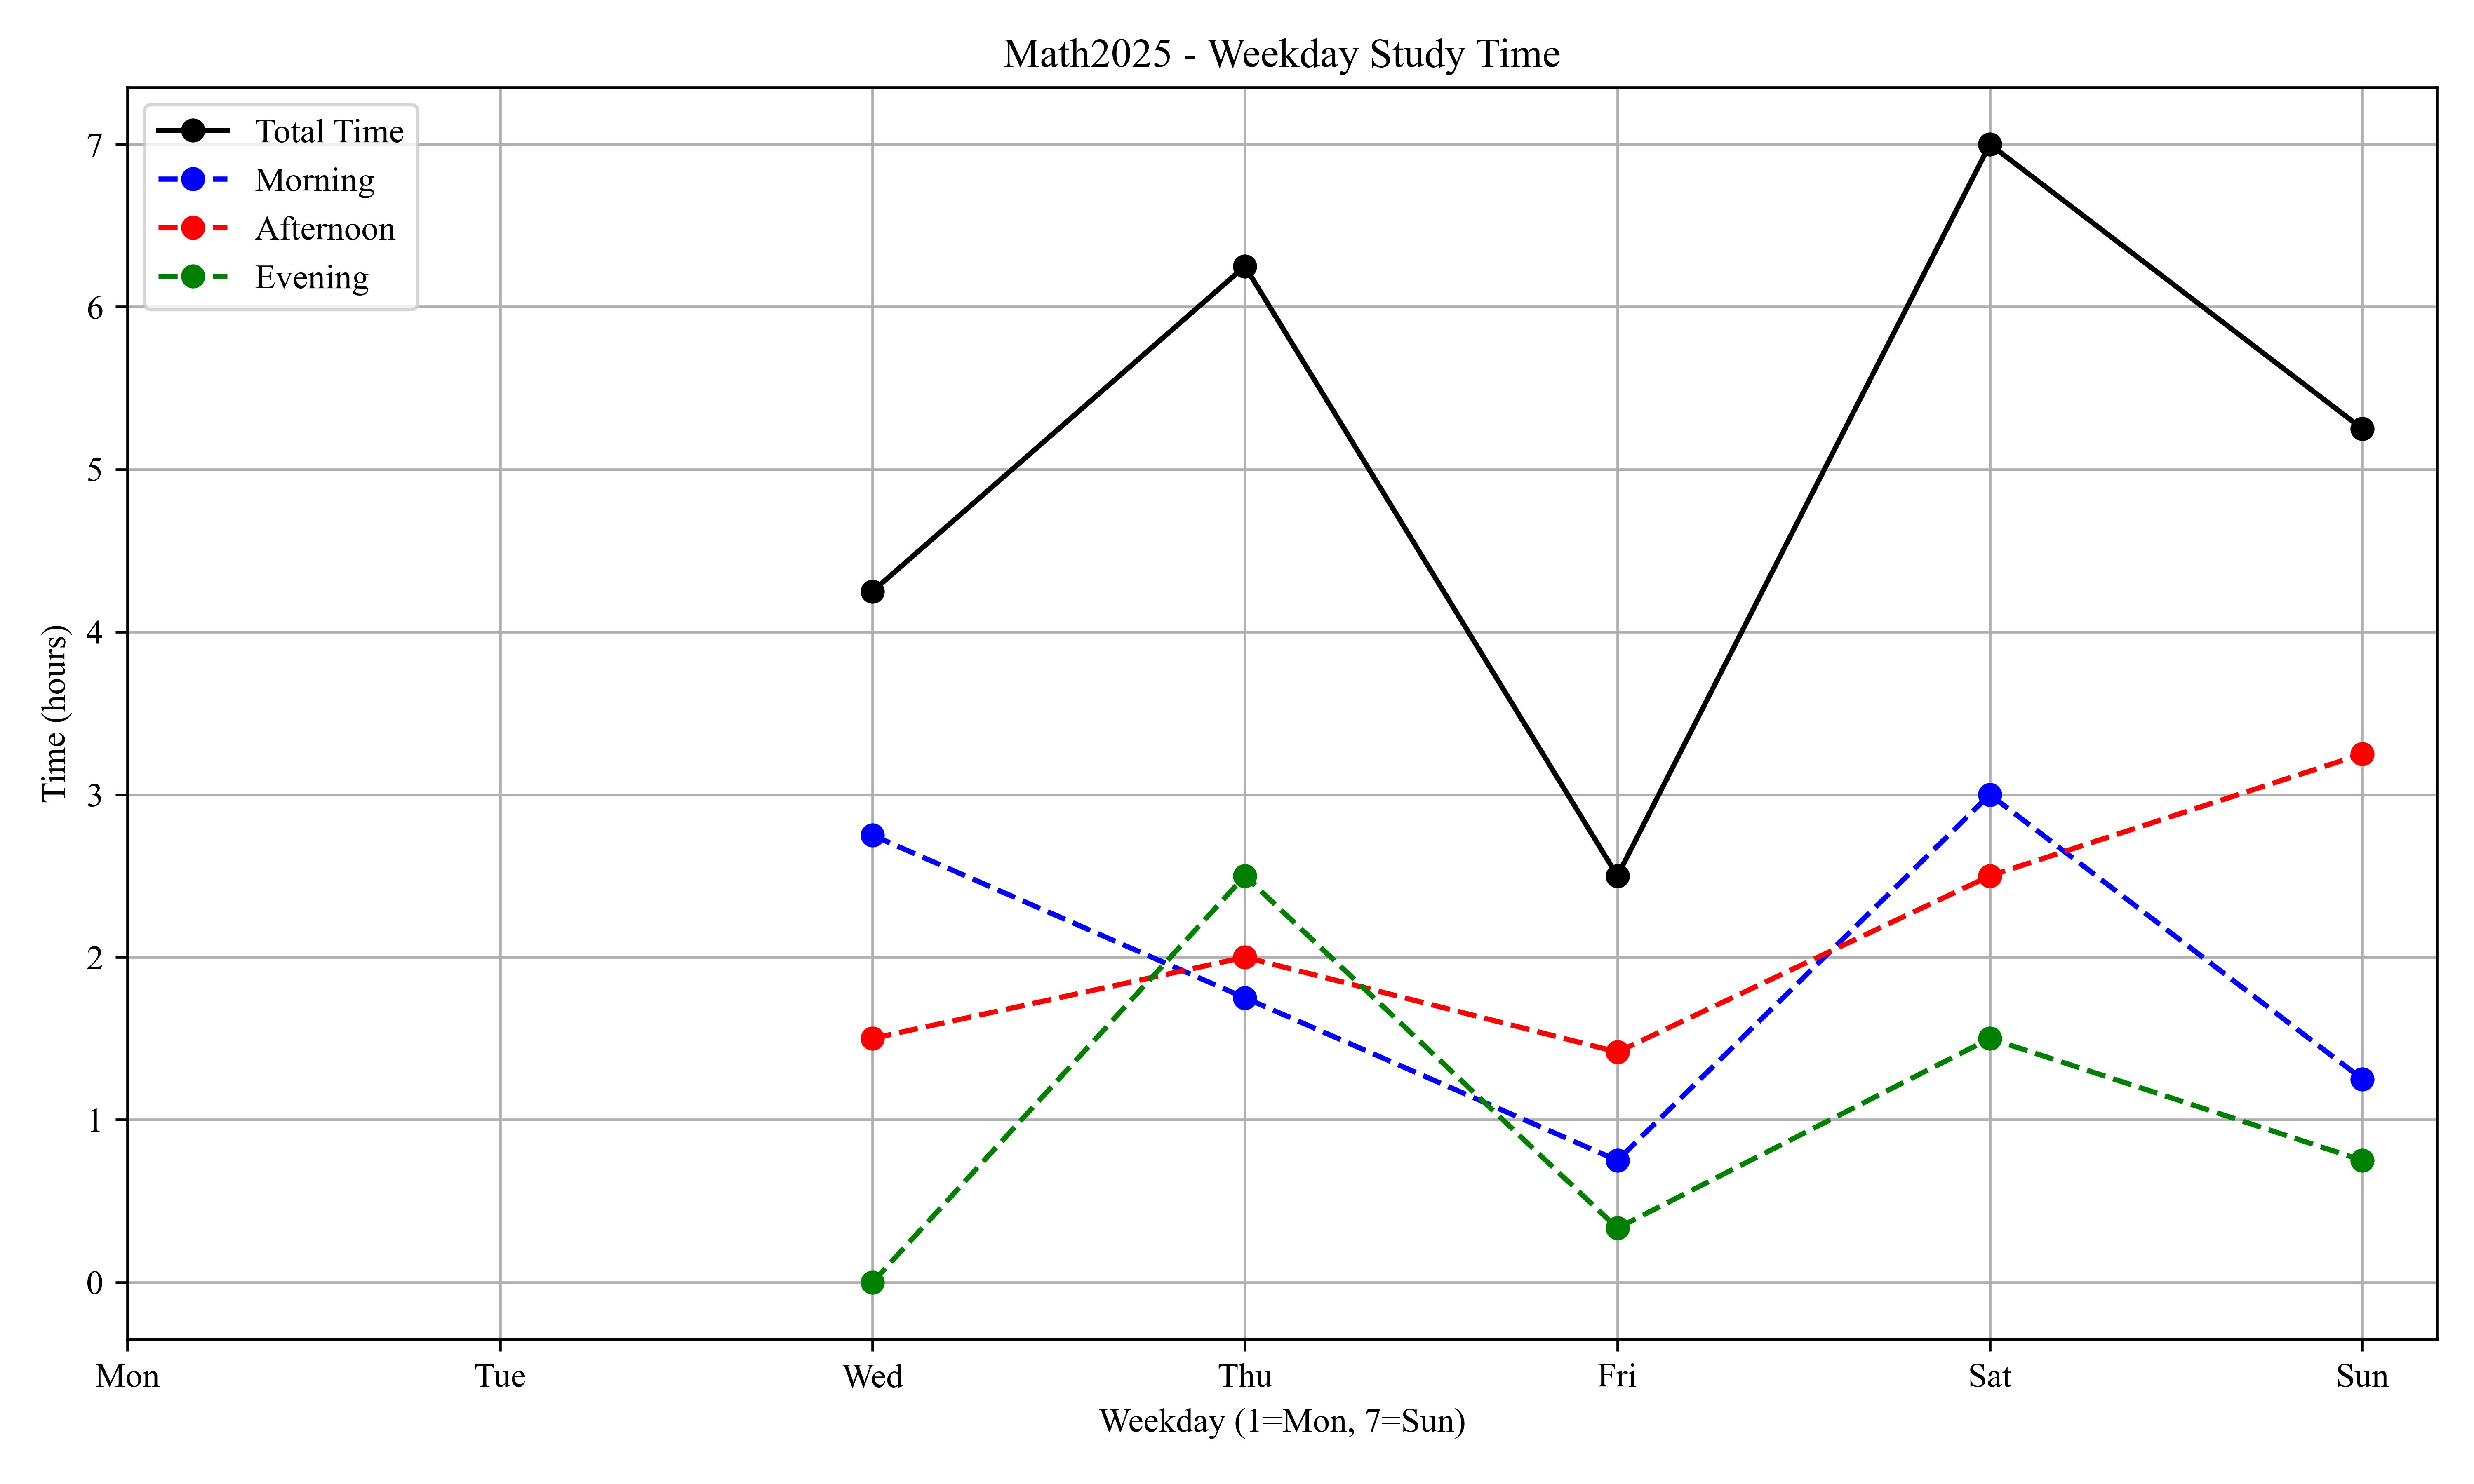 Math2025 - Weekday Study Time
Total Time
Morning
Afternoon
Evening
7
6
5
4
3
2
1
0
Time (hours)
Mon Tue Wed Thu Fri Sat Sun
Weekday (1=Mon, 7=Sun)